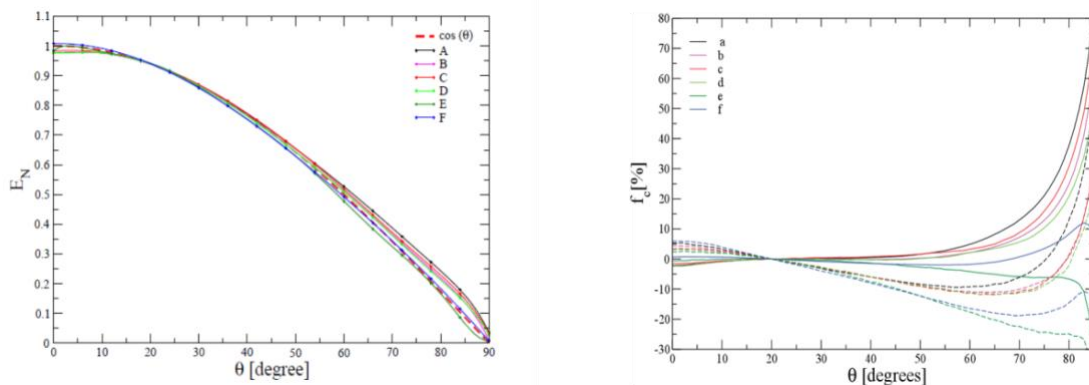 1.1
1
0.9
0.8
0.7
0.6
0.5
0.4
0.3
0.2
0.1
0
E_N
0 10 20 30 40 50 60 70 80 90
θ [degree]
cos (θ)
A
B
C
D
E
F
80
70
60
50
40
30
20
10
0
-10
-20
-30
f_c[%]
0 10 20 30 40 50 60 70 80
θ [degrees]
a
b
c
d
e
f